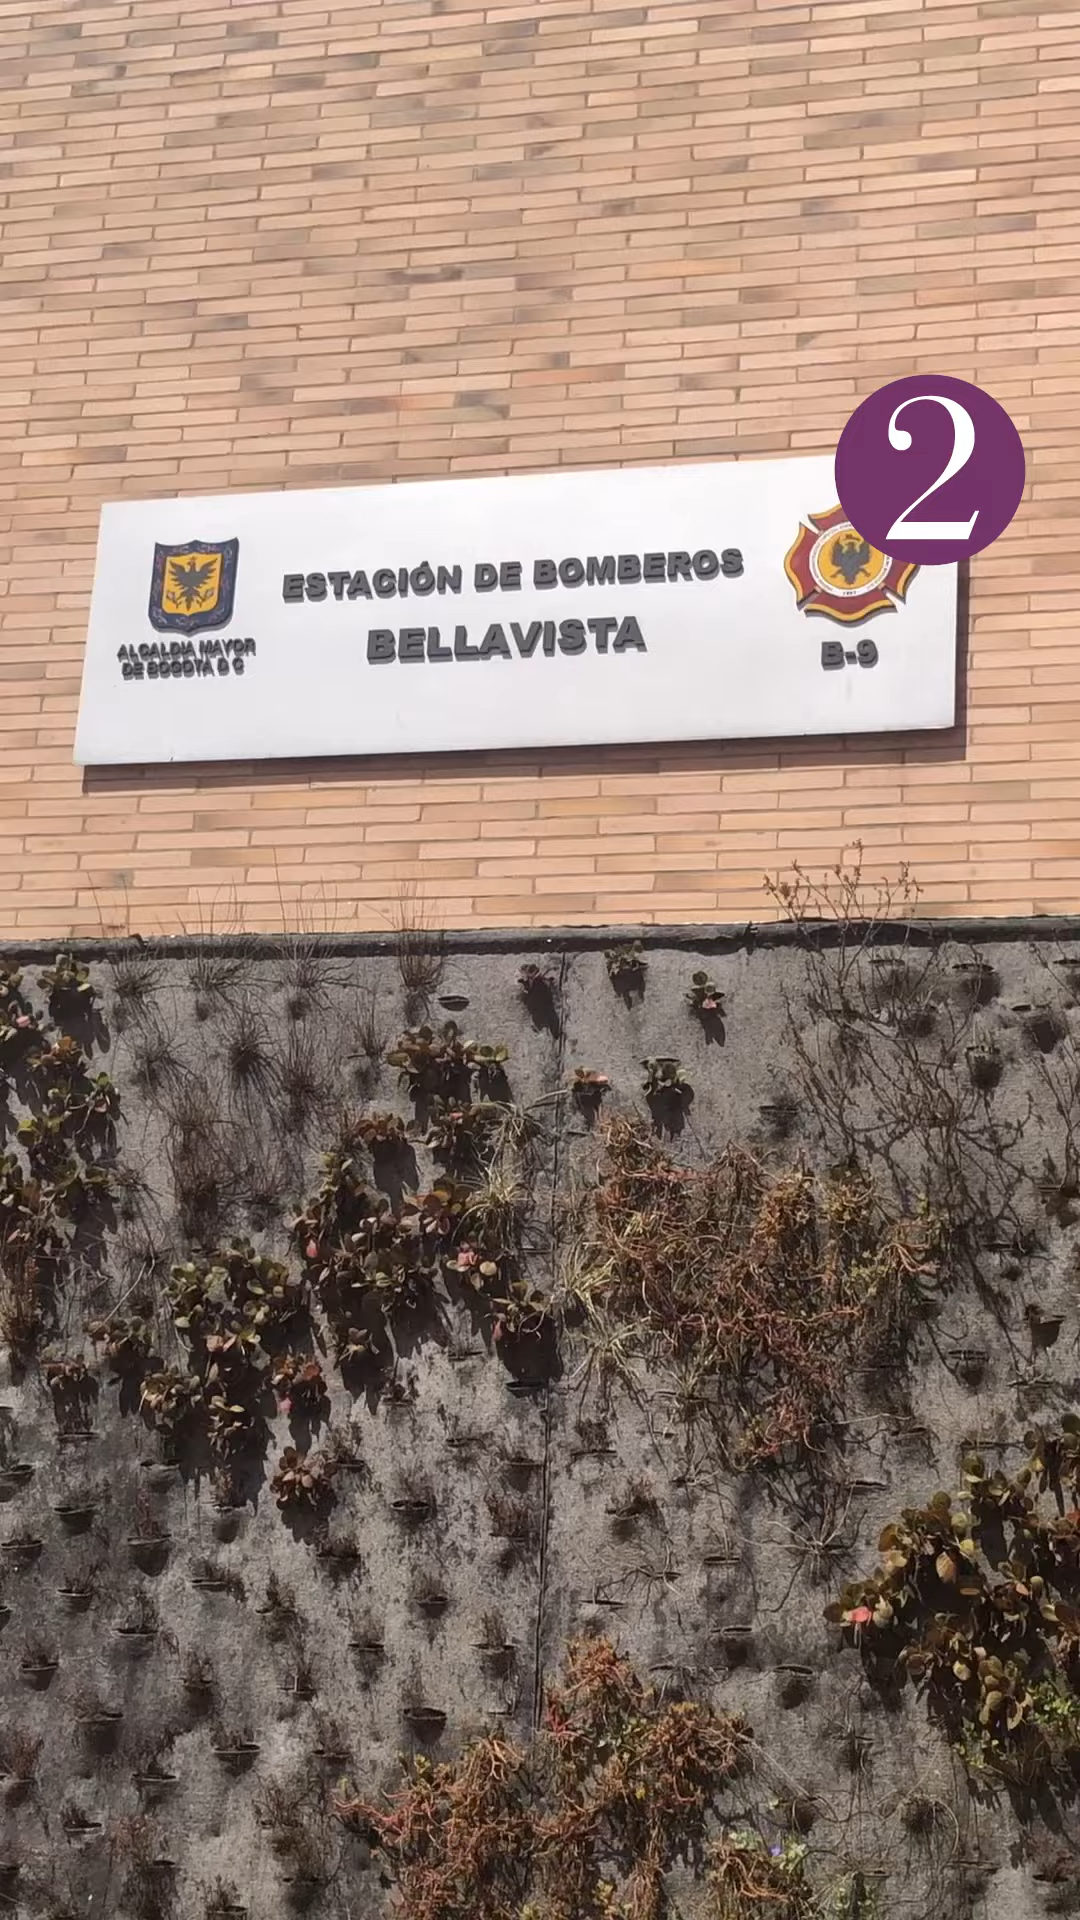 2
ESTACIÓN DE BOMBEROS
BELLAVISTA
ALCALDIA MAYOR
DE BOGOTA D C
B-9